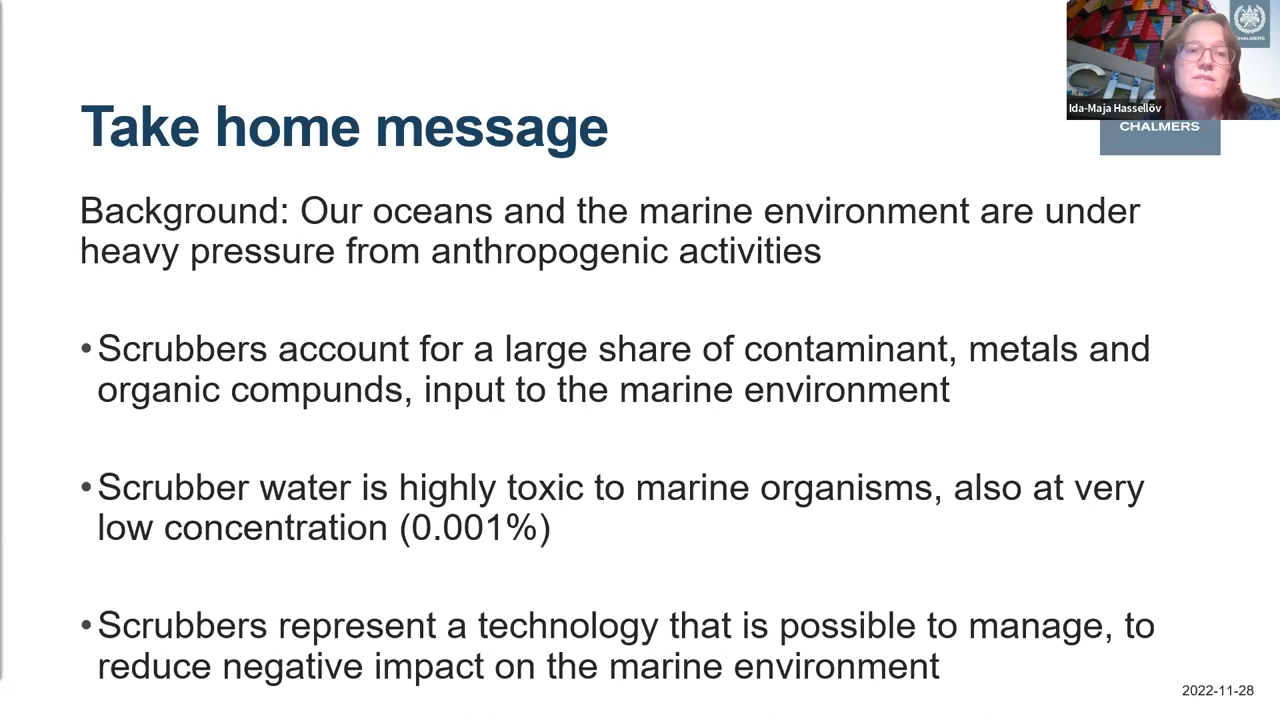 CHALMERS
Ida-Maja Hassellöv
CHALMERS
Take home message
Background: Our oceans and the marine environment are under
heavy pressure from anthropogenic activities
•Scrubbers account for a large share of contaminant, metals and
organic compunds, input to the marine environment
•Scrubber water is highly toxic to marine organisms, also at very
low concentration (0.001%)
•Scrubbers represent a technology that is possible to manage, to
reduce negative impact on the marine environment
2022-11-28